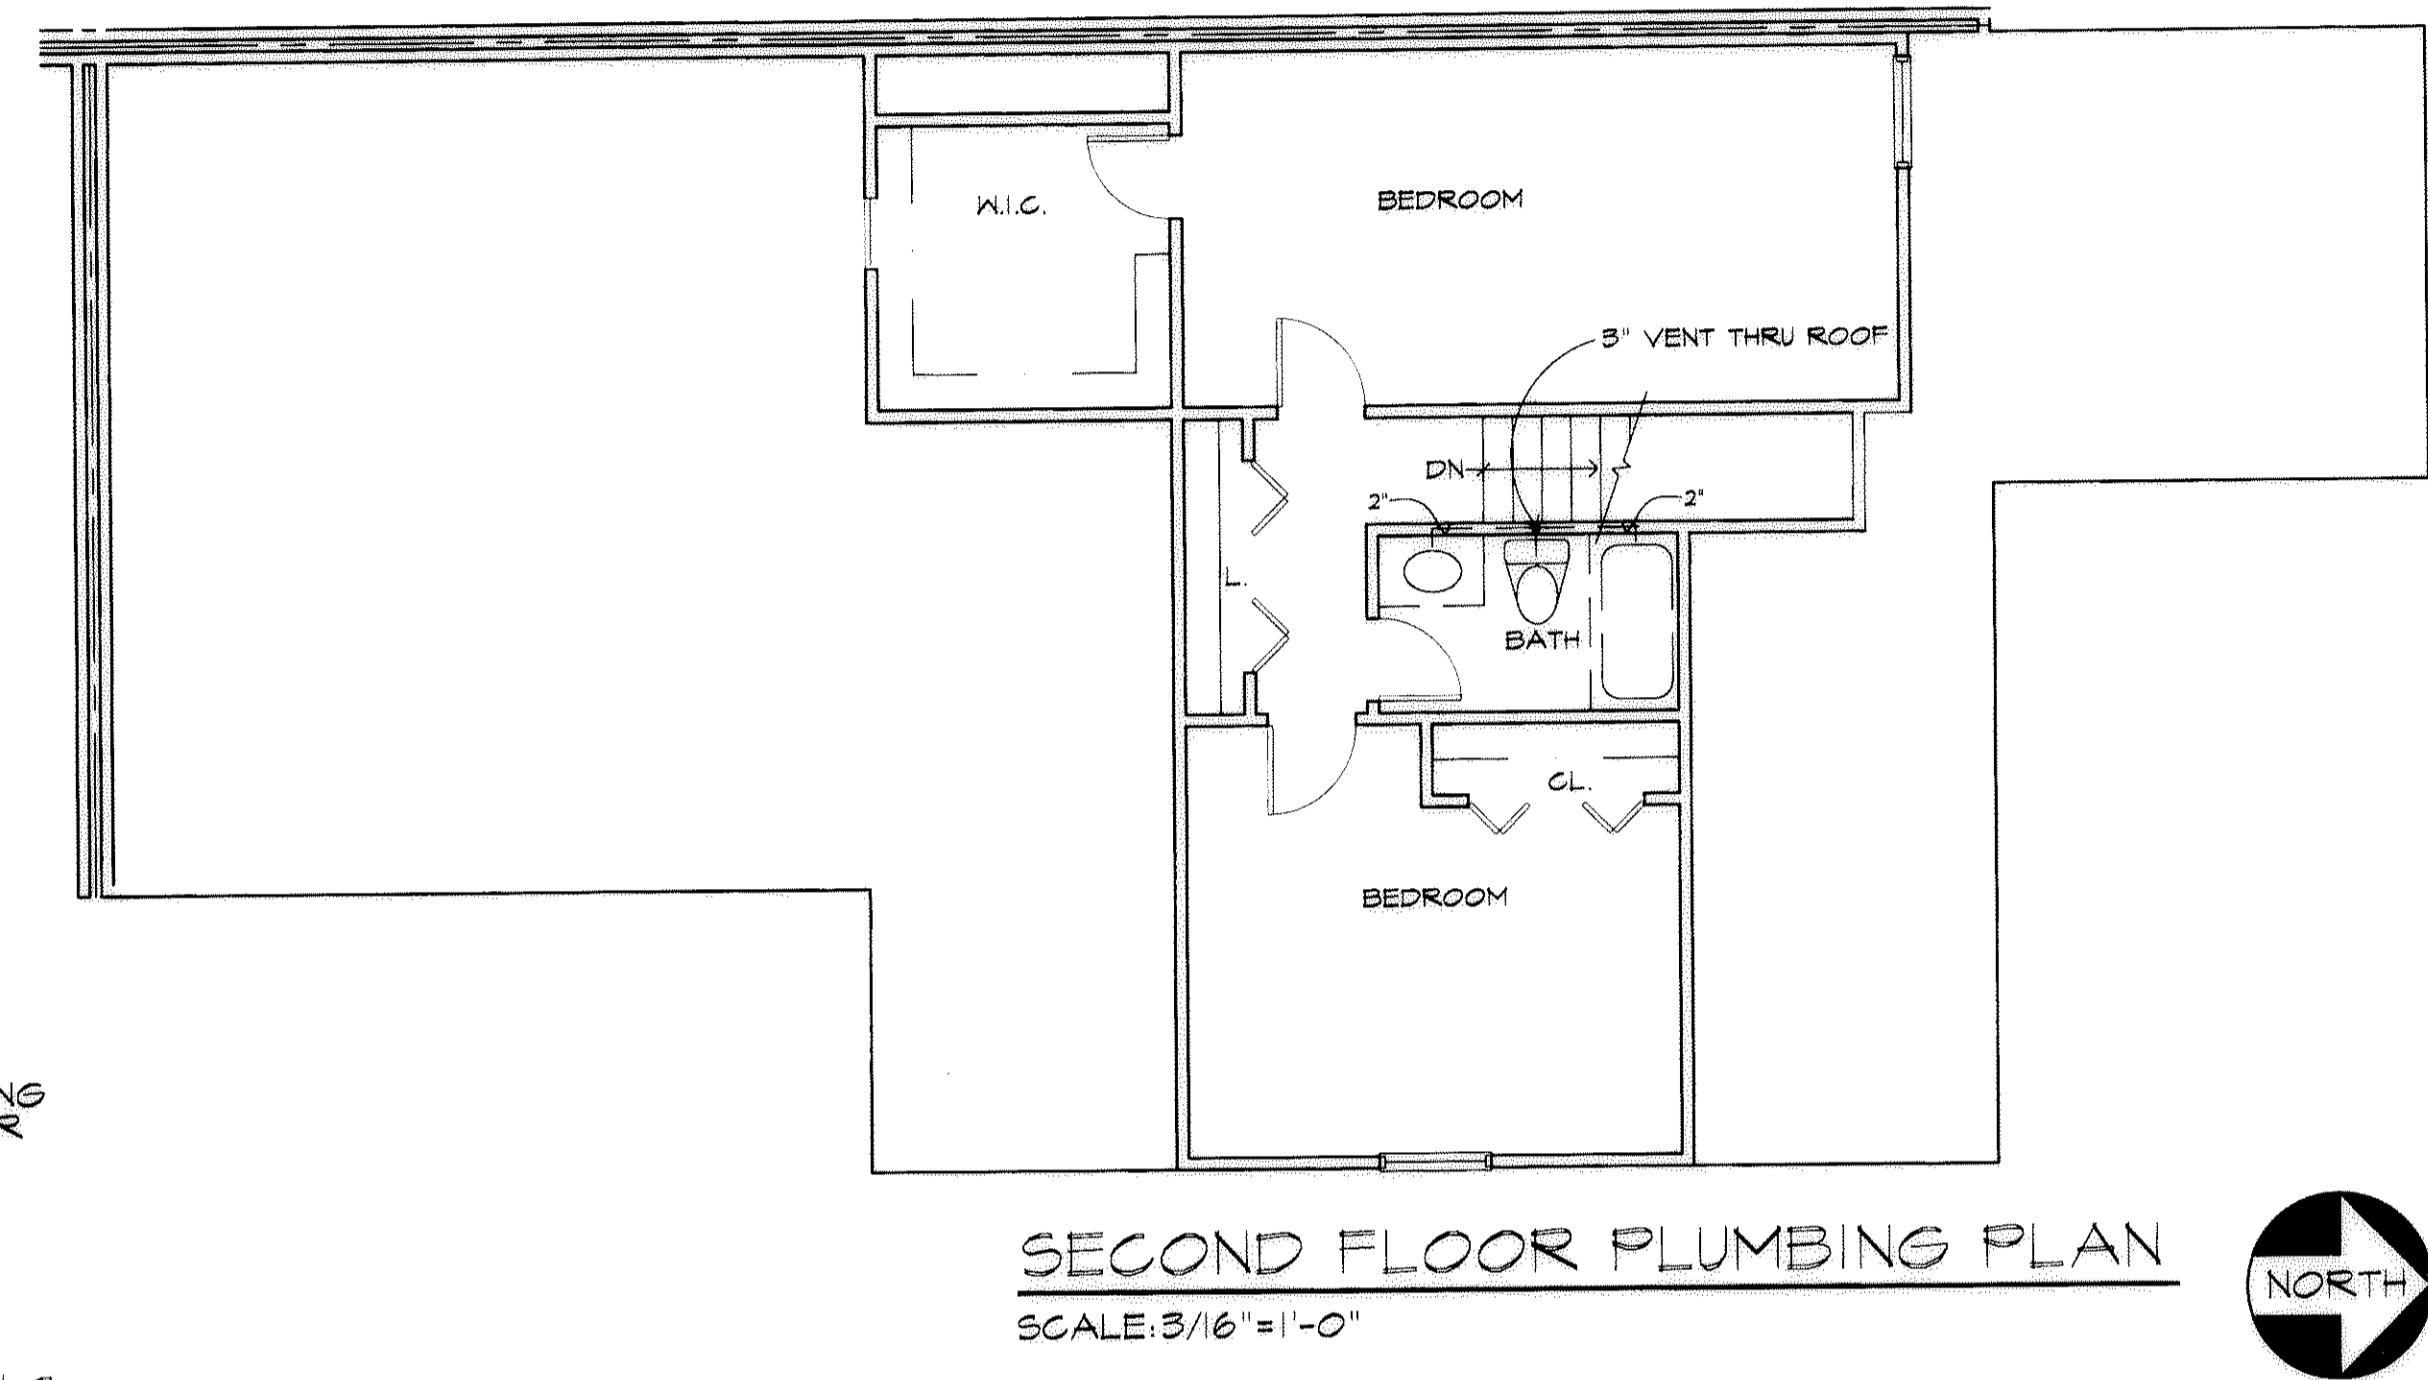 W.I.C.
BEDROOM
3" VENT THRU ROOF
DN
2"
2"
L.
BATH
CL.
BEDROOM
NG
R
SECOND FLOOR PLUMBING PLAN
SCALE:3/16"=1'-0"
NORTH